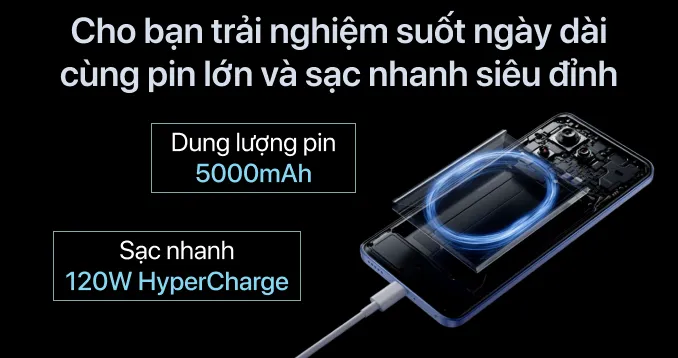 Cho bạn trải nghiệm suốt ngày dài
cùng pin lớn và sạc nhanh siêu đỉnh
Dung lượng pin
5000mAh
Sạc nhanh
120W HyperCharge